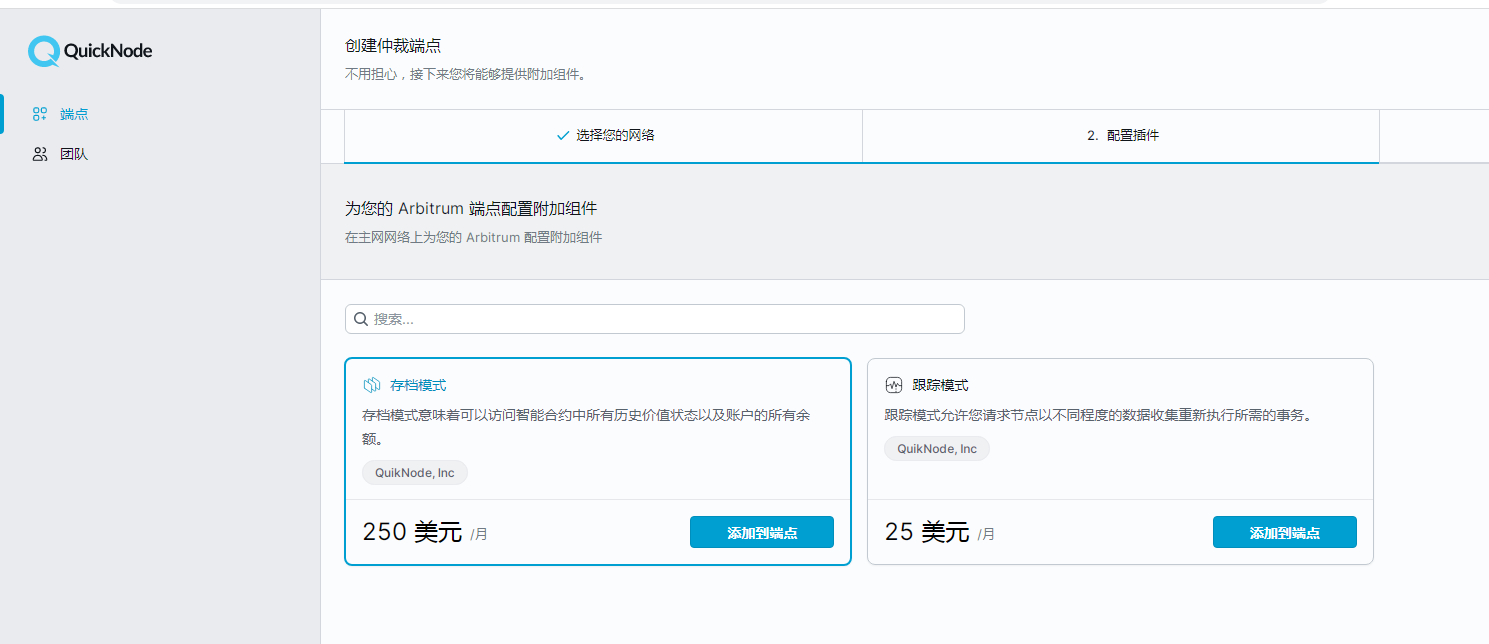 QuickNode
端点
团队
创建仲裁端点
不用担心，接下来您将能够提供附加组件。
选择您的网络
2. 配置插件
为您的 Arbitrum 端点配置附加组件
在主网网络上为您的 Arbitrum 配置附加组件
搜索...
存档模式
存档模式意味着可以访问智能合约中所有历史价值状态以及账户的所有余
额。
QuikNode, Inc
250 美元 /月
添加到端点
跟踪模式
跟踪模式允许您请求节点以不同程度的数据收集重新执行所需的事务。
QuikNode, Inc
25 美元 /月
添加到端点